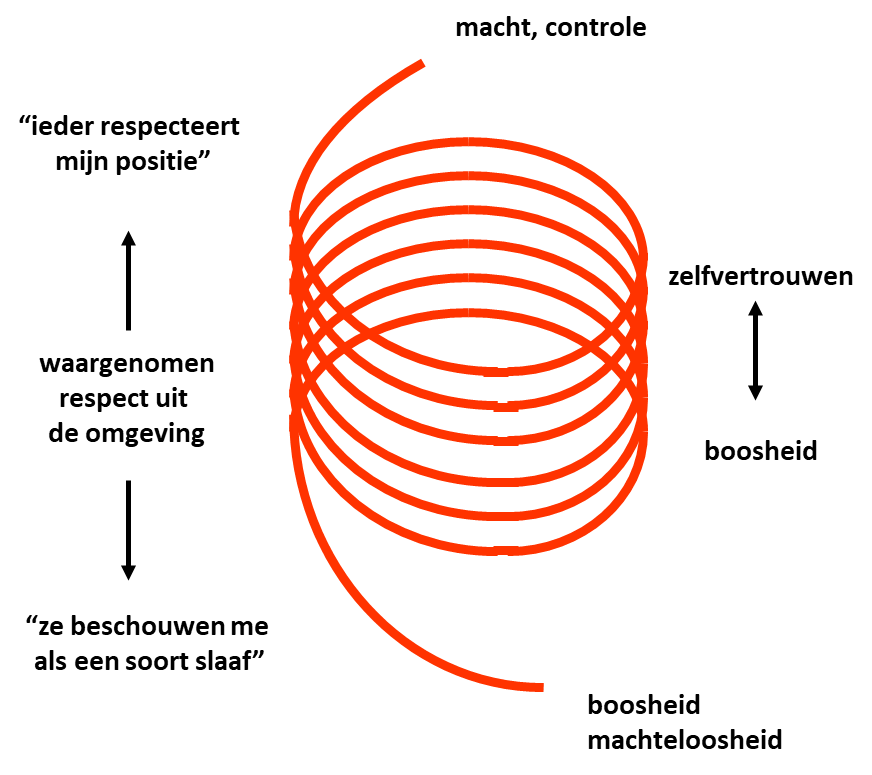 macht, controle
“ieder respecteert
mijn positie”
zelfvertrouwen
waargenomen
respect uit
de omgeving
boosheid
“ze beschouwen me
als een soort slaaf”
boosheid
machteloosheid